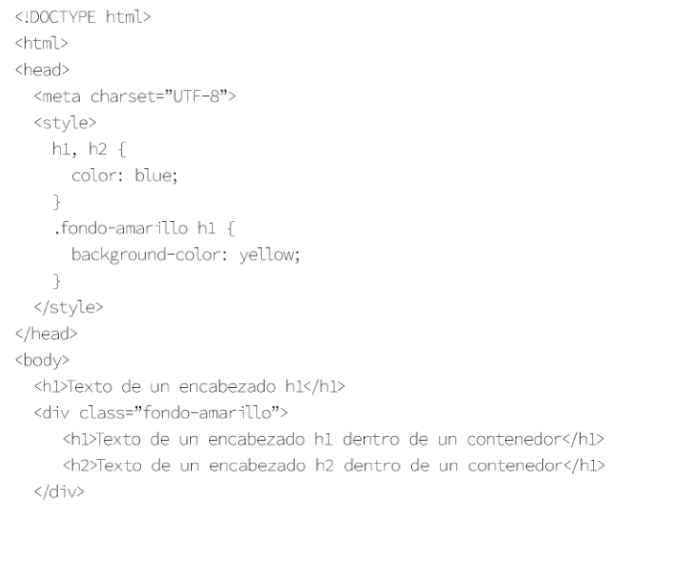 <!DOCTYPE html>
<html>
<head>
<meta charset=”UTF-8”>
<style>
h1, h2 {
color: blue;
}
.fondo-amarillo h1 {
background-color: yellow;
}
</style>
</head>
<body>
<h1>Texto de un encabezado h1</h1>
<div class=”fondo-amarillo”>
<h1>Texto de un encabezado h1 dentro de un contenedor</h1>
<h2>Texto de un encabezado h2 dentro de un contenedor</h1>
</div>